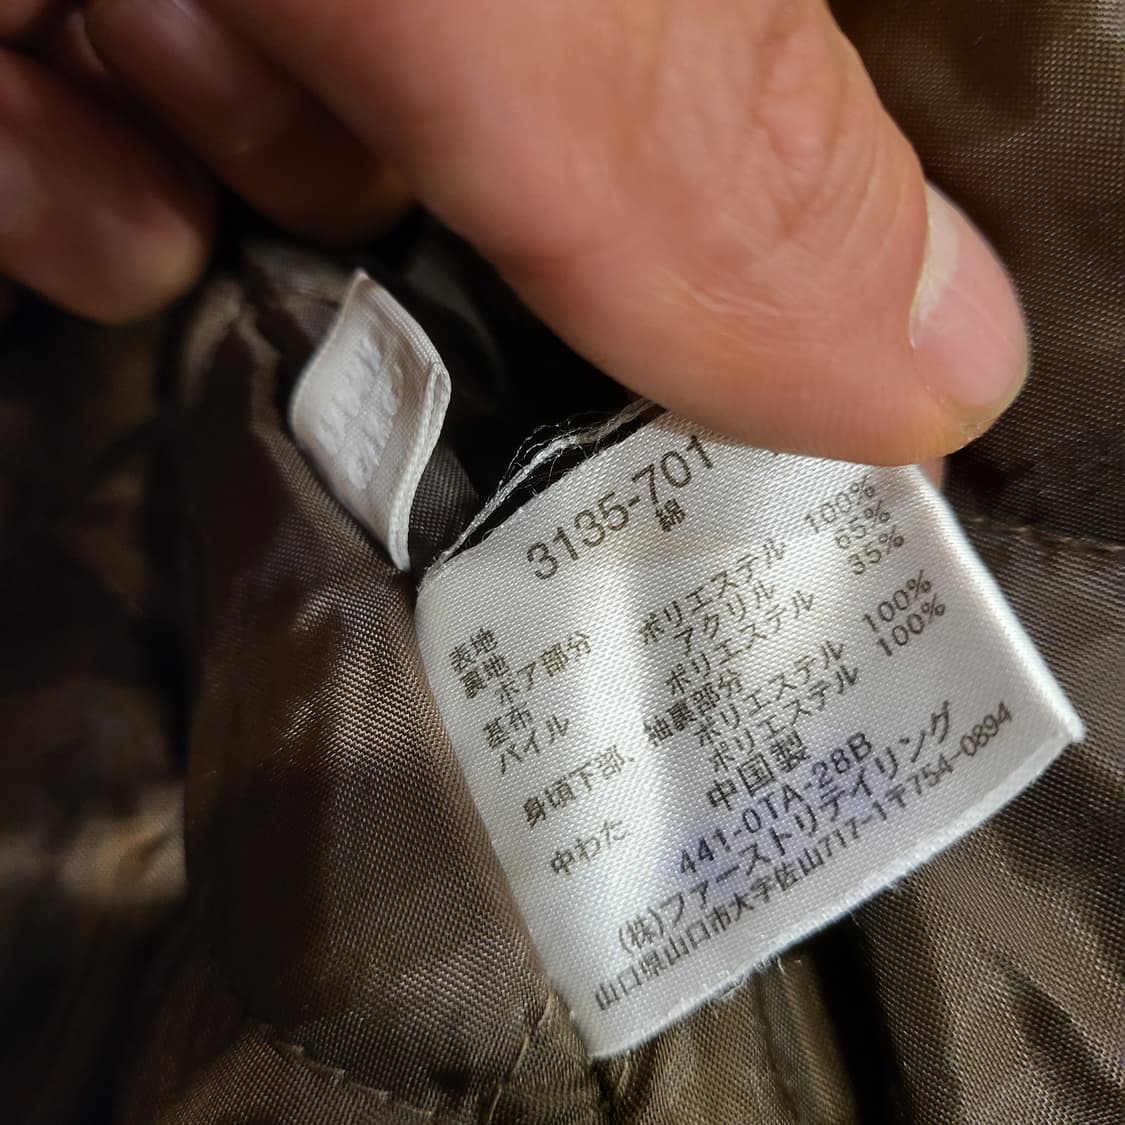 3135-701
表地 綿 100%
裏地 ポリエステル 65%
ボア部分 アクリル 35%
基布 ポリエステル
パイル
身頃下部、袖裏部分
ポリエステル 100%
中わた ポリエステル 100%
中国製
441-0TA-28B
(株)ファーストリテイリング
山口県山口市大字佐山717-1〒754-0894